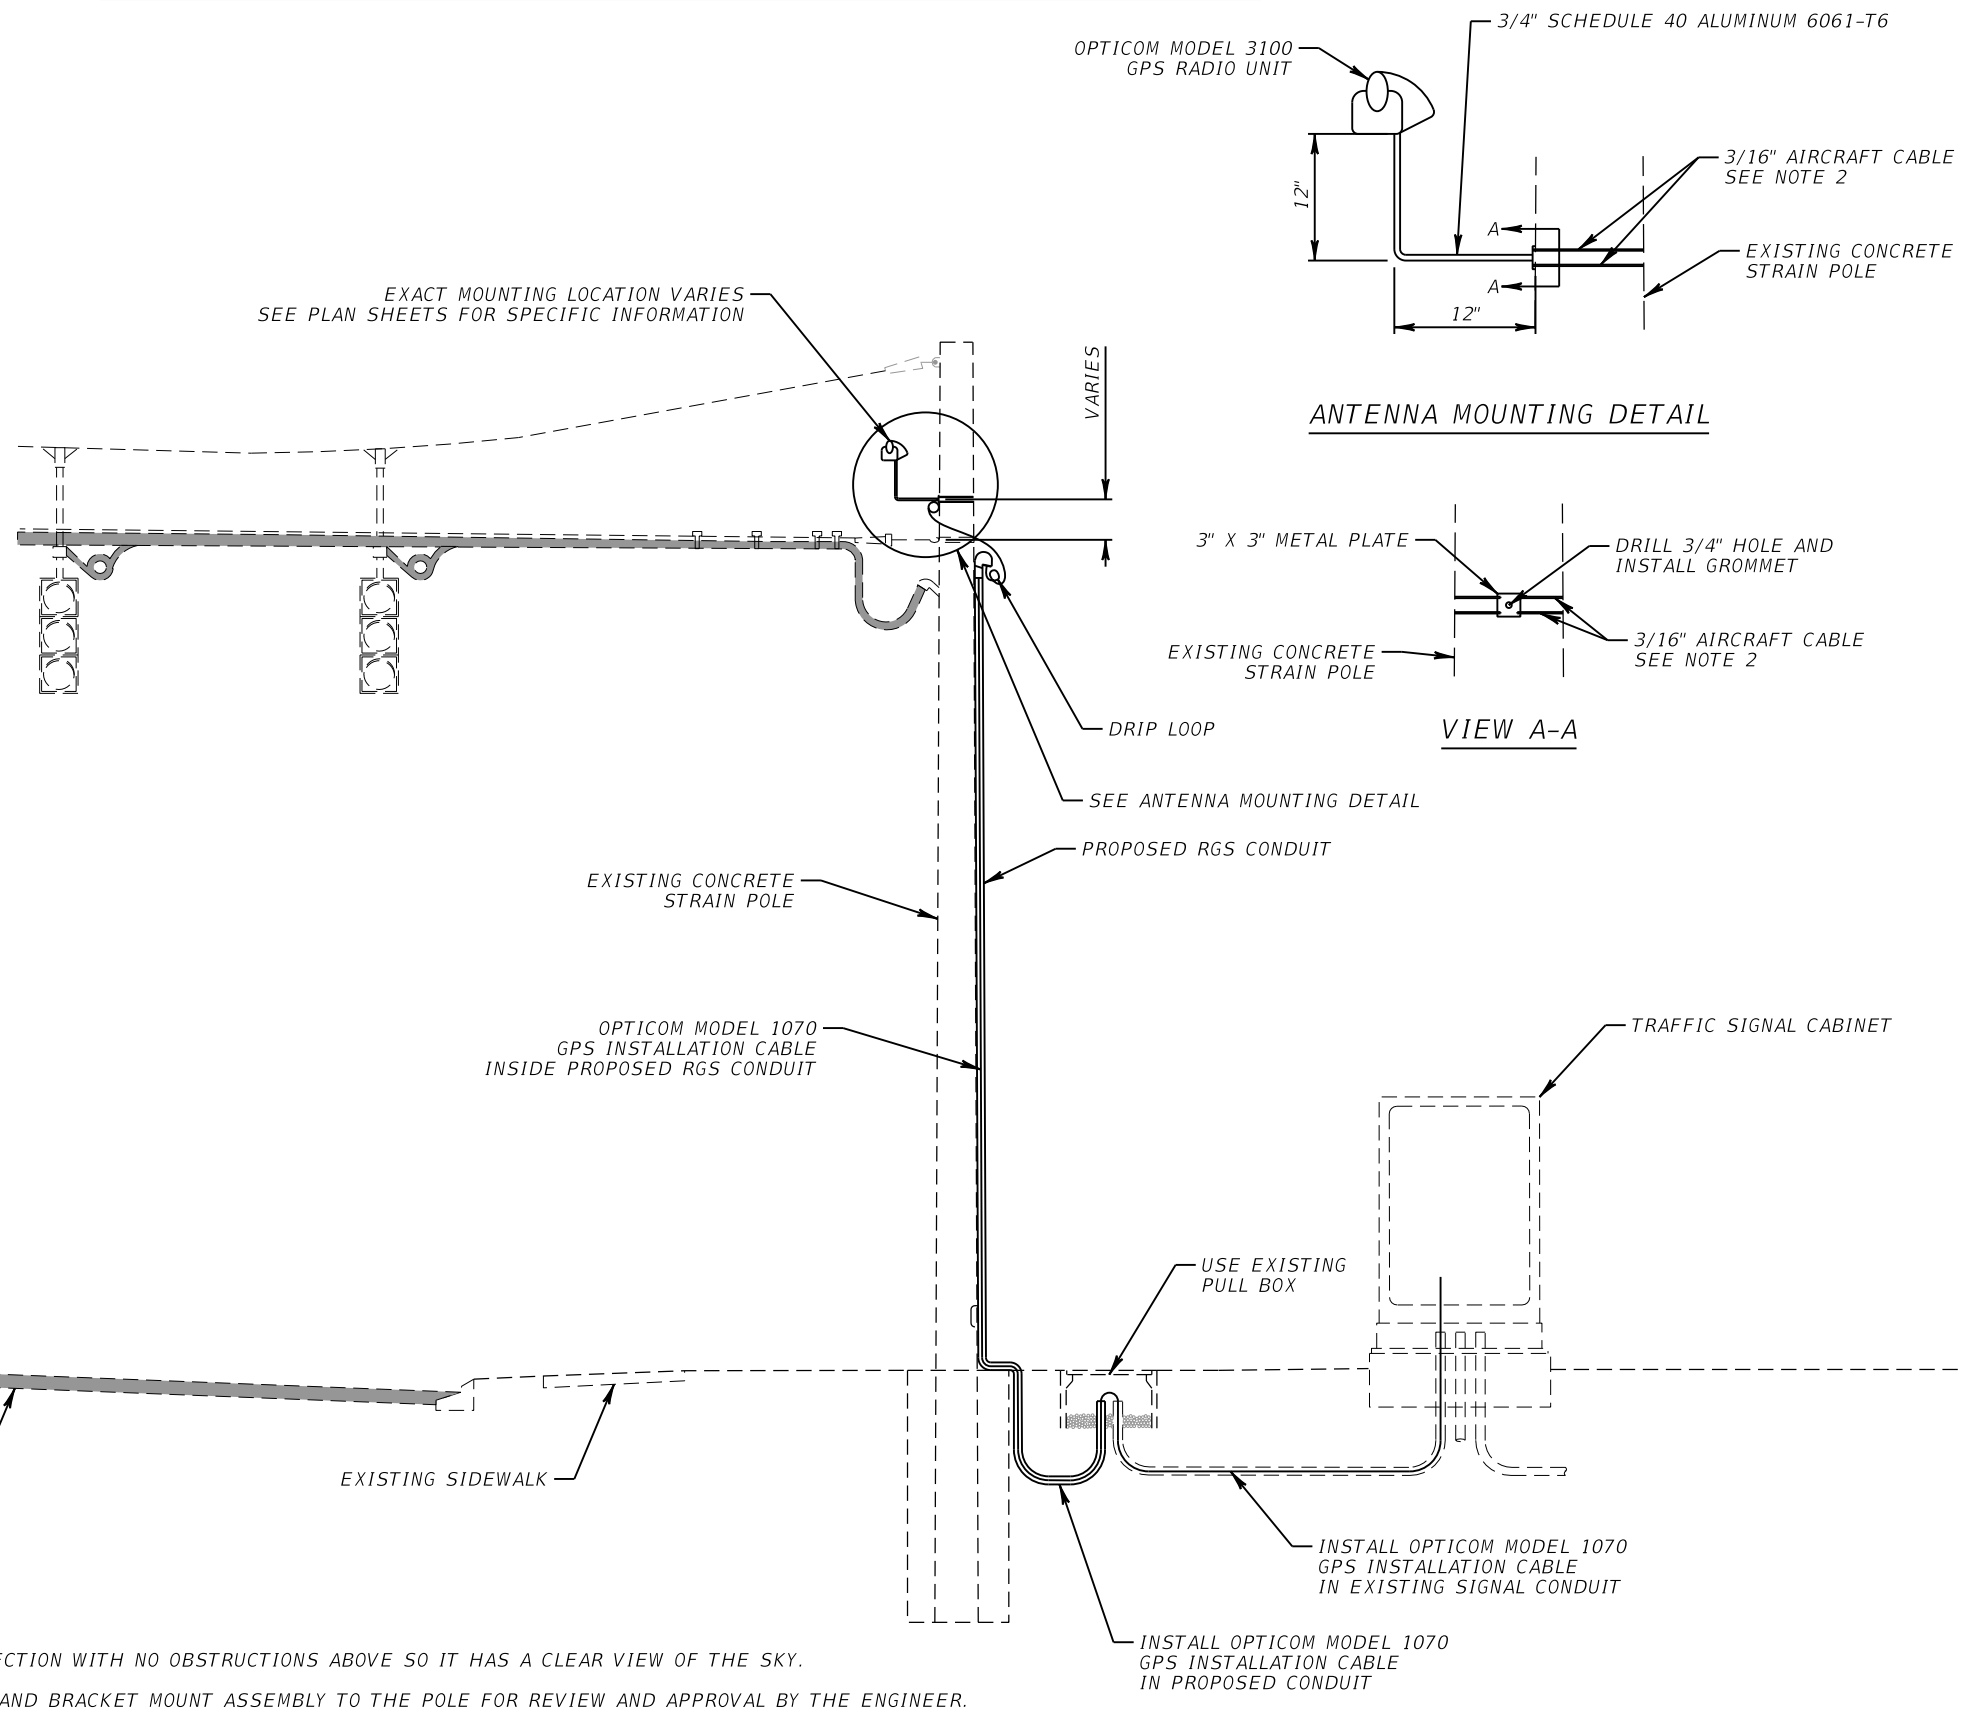 3/4" SCHEDULE 40 ALUMINUM 6061-T6
OPTICOM MODEL 3100
GPS RADIO UNIT
3/16" AIRCRAFT CABLE
SEE NOTE 2
12"
A
EXISTING CONCRETE
STRAIN POLE
A
12"
ANTENNA MOUNTING DETAIL
EXACT MOUNTING LOCATION VARIES
SEE PLAN SHEETS FOR SPECIFIC INFORMATION
VARIES
3" X 3" METAL PLATE
DRILL 3/4" HOLE AND
INSTALL GROMMET
3/16" AIRCRAFT CABLE
SEE NOTE 2
EXISTING CONCRETE
STRAIN POLE
VIEW A-A
DRIP LOOP
SEE ANTENNA MOUNTING DETAIL
PROPOSED RGS CONDUIT
EXISTING CONCRETE
STRAIN POLE
OPTICOM MODEL 1070
GPS INSTALLATION CABLE
INSIDE PROPOSED RGS CONDUIT
TRAFFIC SIGNAL CABINET
USE EXISTING
PULL BOX
EXISTING SIDEWALK
INSTALL OPTICOM MODEL 1070
GPS INSTALLATION CABLE
IN EXISTING SIGNAL CONDUIT
INSTALL OPTICOM MODEL 1070
GPS INSTALLATION CABLE
IN PROPOSED CONDUIT
ECTION WITH NO OBSTRUCTIONS ABOVE SO IT HAS A CLEAR VIEW OF THE SKY.
AND BRACKET MOUNT ASSEMBLY TO THE POLE FOR REVIEW AND APPROVAL BY THE ENGINEER.